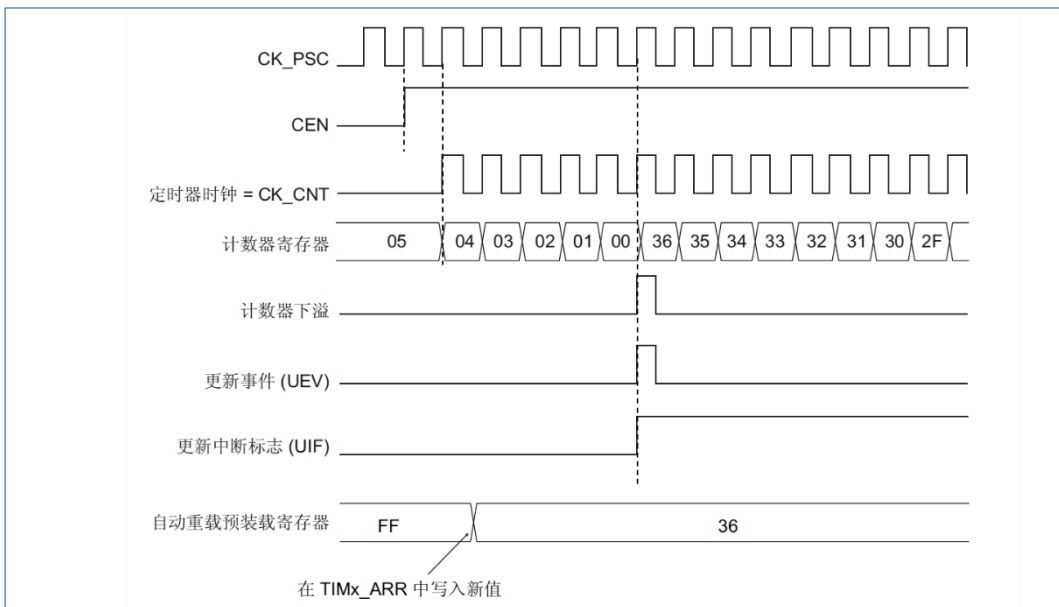 CK_PSC
CEN
定时器时钟 = CK_CNT
计数器寄存器 05 04 03 02 01 00 36 35 34 33 32 31 30 2F
计数器下溢
更新事件 (UEV)
更新中断标志 (UIF)
自动重载预装载寄存器 FF 36
在 TIMx_ARR 中写入新值